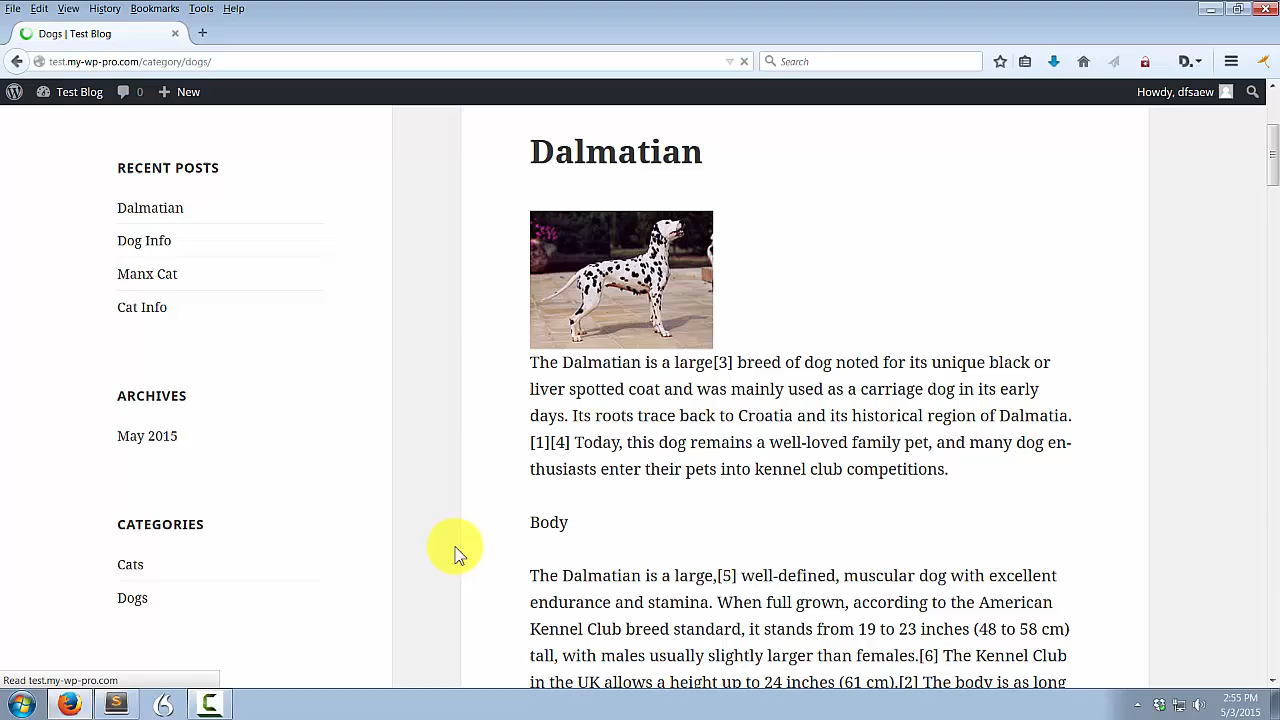 File Edit View History Bookmarks Tools Help
Dogs | Test Blog
test.my-wp-pro.com/category/dogs/
Search
D.
Test Blog 0 New
Howdy, dfsaew
RECENT POSTS
Dalmatian
Dog Info
Manx Cat
Cat Info
ARCHIVES
May 2015
CATEGORIES
Cats
Dogs
Dalmatian
The Dalmatian is a large[3] breed of dog noted for its unique black or
liver spotted coat and was mainly used as a carriage dog in its early
days. Its roots trace back to Croatia and its historical region of Dalmatia.
[1][4] Today, this dog remains a well-loved family pet, and many dog en-
thusiasts enter their pets into kennel club competitions.
Body
The Dalmatian is a large,[5] well-defined, muscular dog with excellent
endurance and stamina. When full grown, according to the American
Kennel Club breed standard, it stands from 19 to 23 inches (48 to 58 cm)
tall, with males usually slightly larger than females.[6] The Kennel Club
in the UK allows a height up to 24 inches (61 cm).[2] The body is as long
Read test.my-wp-pro.com
2:55 PM
5/3/2015